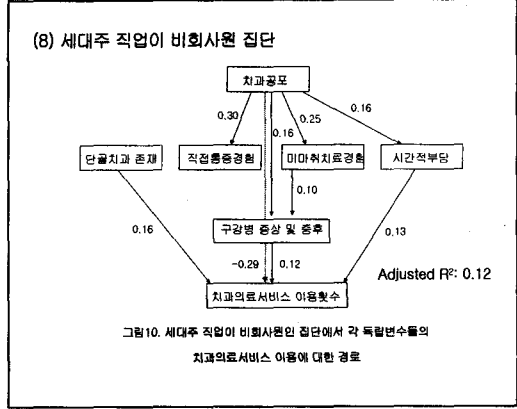 (8) 세대주 직업이 비회사원 집단
치과공포
0.30
0.16
0.25
0.16
단골치과 존재
직접통증경험
미마취치료경험
시간적부담
0.10
구강병 증상 및 증후
0.16
-0.29
0.12
0.13
Adjusted R²: 0.12
치과의료서비스 이용횟수
그림10. 세대주 직업이 비회사원인 집단에서 각 독립변수들의
치과의료서비스 이용에 대한 경로